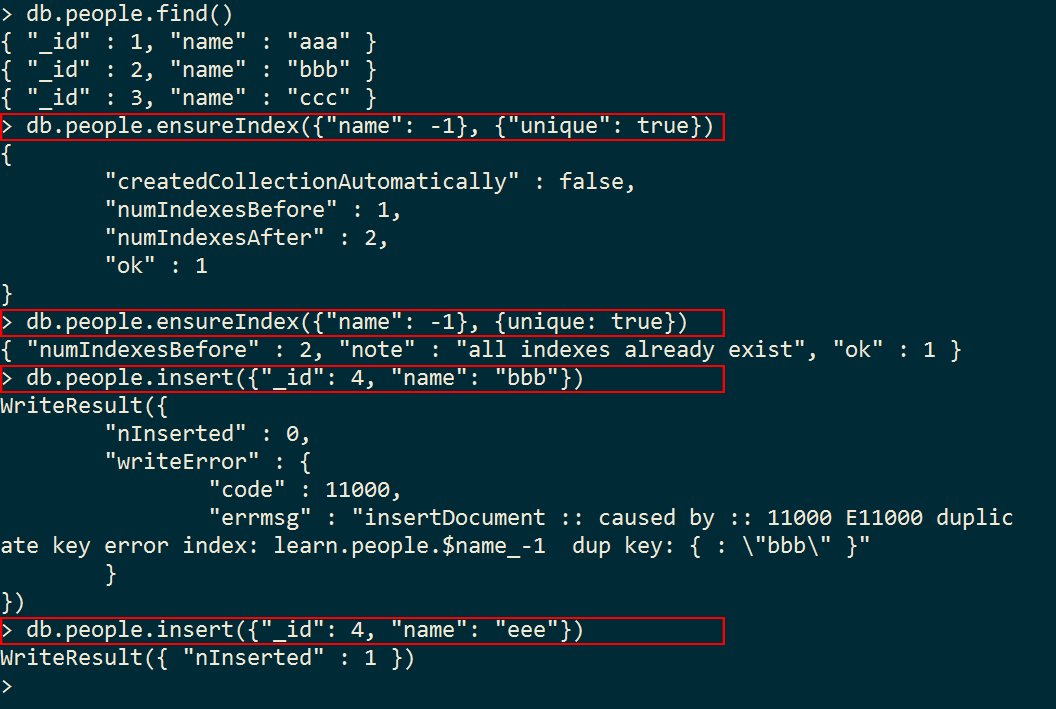 > db.people.find()
{ "_id" : 1, "name" : "aaa" }
{ "_id" : 2, "name" : "bbb" }
{ "_id" : 3, "name" : "ccc" }
> db.people.ensureIndex({"name": -1}, {"unique": true})
{
        "createdCollectionAutomatically" : false,
        "numIndexesBefore" : 1,
        "numIndexesAfter" : 2,
        "ok" : 1
}
> db.people.ensureIndex({"name": -1}, {unique: true})
{ "numIndexesBefore" : 2, "note" : "all indexes already exist", "ok" : 1 }
> db.people.insert({"_id": 4, "name": "bbb"})
WriteResult({
        "nInserted" : 0,
        "writeError" : {
                "code" : 11000,
                "errmsg" : "insertDocument :: caused by :: 11000 E11000 duplic
ate key error index: learn.people.$name_-1  dup key: { : \"bbb\" }"
        }
})
> db.people.insert({"_id": 4, "name": "eee"})
WriteResult({ "nInserted" : 1 })
>